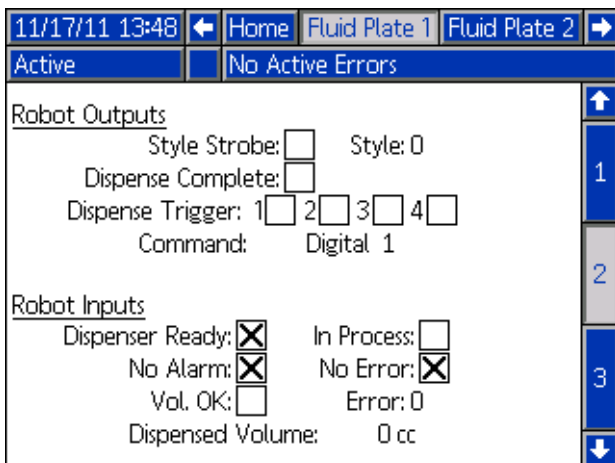 11/17/11 13:48 Home Fluid Plate 1 Fluid Plate 2
Active No Active Errors
Robot Outputs
Style Strobe: Style: 0
Dispense Complete:
Dispense Trigger: 1 2 3 4
Command: Digital 1
Robot Inputs
Dispenser Ready: In Process:
No Alarm: No Error:
Vol. OK: Error: 0
Dispensed Volume: 0 cc
1
2
3